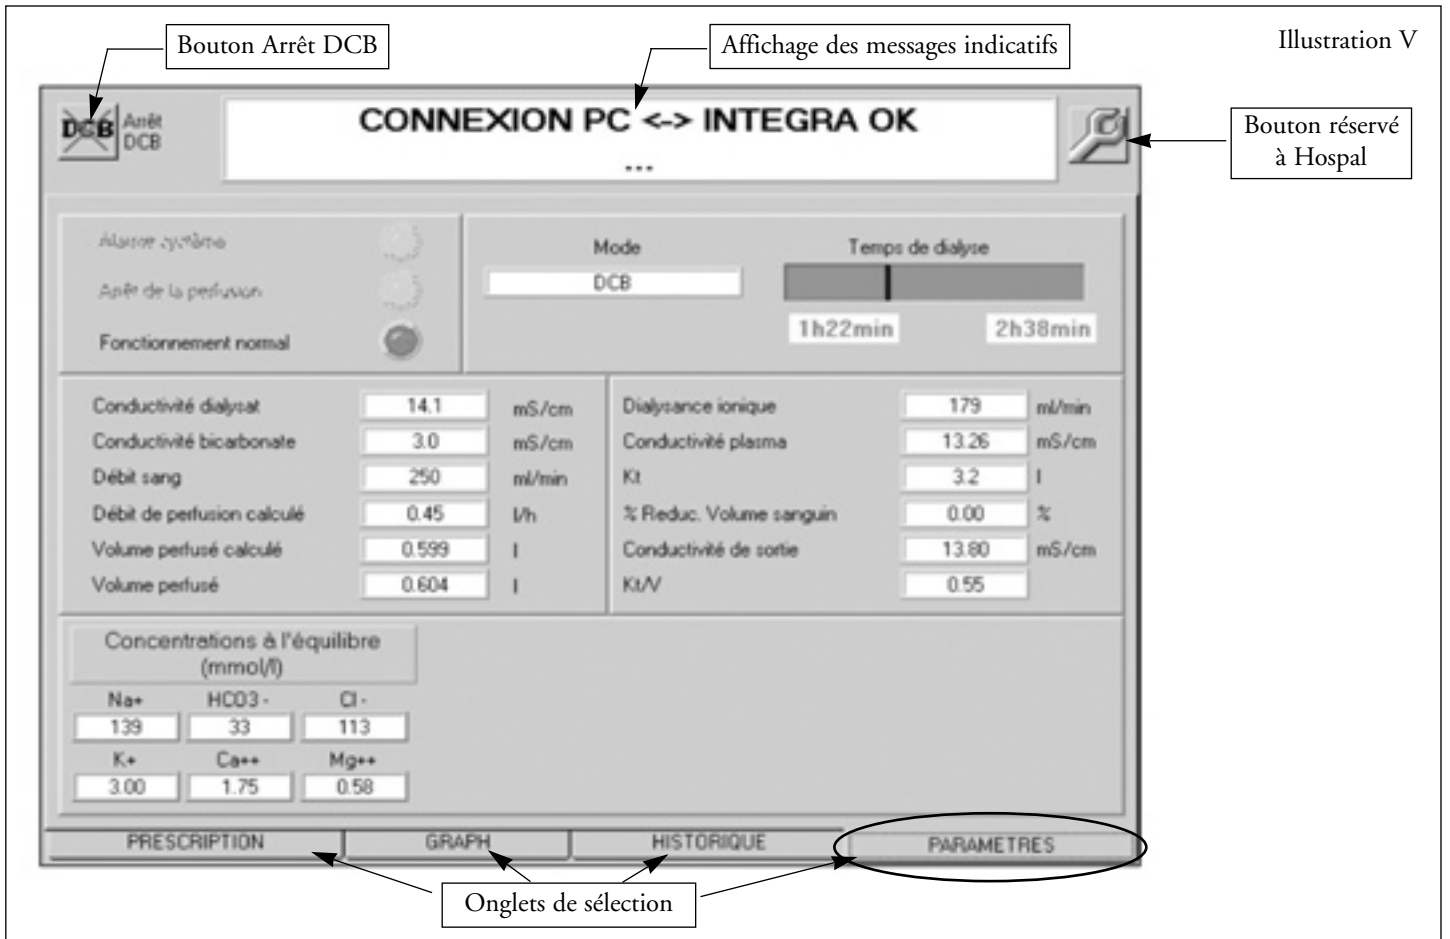 Bouton Arrêt DCB
Affichage des messages indicatifs
Illustration V
DCB
Arrêt
DCB
CONNEXION PC <-> INTEGRA OK
...
Bouton réservé
à Hospal
Alarme système
Arrêt de la perfusion
Fonctionnement normal
Mode
DCB
Temps de dialyse
1h22min
2h38min
Conductivité dialysat 14.1 mS/cm
Conductivité bicarbonate 3.0 mS/cm
Débit sang 250 ml/min
Débit de perfusion calculé 0.45 l/h
Volume perfusé calculé 0.599 l
Volume perfusé 0.604 l
Dialysance ionique 179 ml/min
Conductivité plasma 13.26 mS/cm
Kt 3.2 l
% Reduc. Volume sanguin 0.00 %
Conductivité de sortie 13.80 mS/cm
Kt/V 0.55
Concentrations à l'équilibre
(mmol/l)
Na+ HCO3 - Cl -
139 33 113
K+ Ca++ Mg++
3.00 1.75 0.58
PRESCRIPTION GRAPH HISTORIQUE PARAMETRES
Onglets de sélection